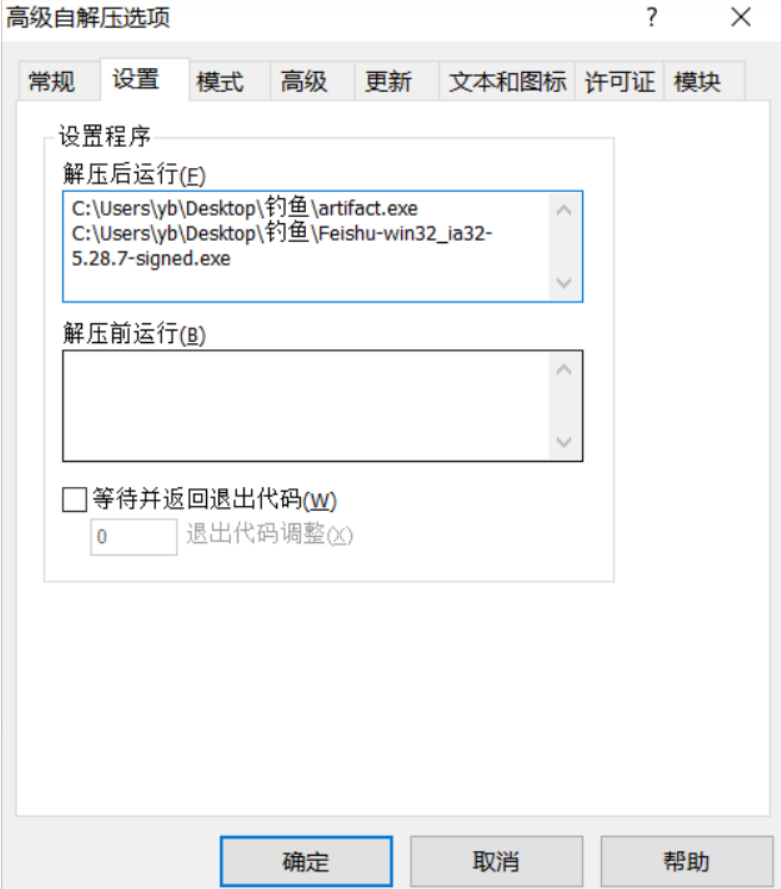 高级自解压选项 ?
常规 设置 模式 高级 更新 文本和图标 许可证 模块
设置程序
解压后运行(F)
C:\Users\yb\Desktop\钓鱼\artifact.exe
C:\Users\yb\Desktop\钓鱼\Feishu-win32_ia32-
5.28.7-signed.exe
解压前运行(B)
等待并返回退出代码(W)
0 退出代码调整(X)
确定 取消 帮助